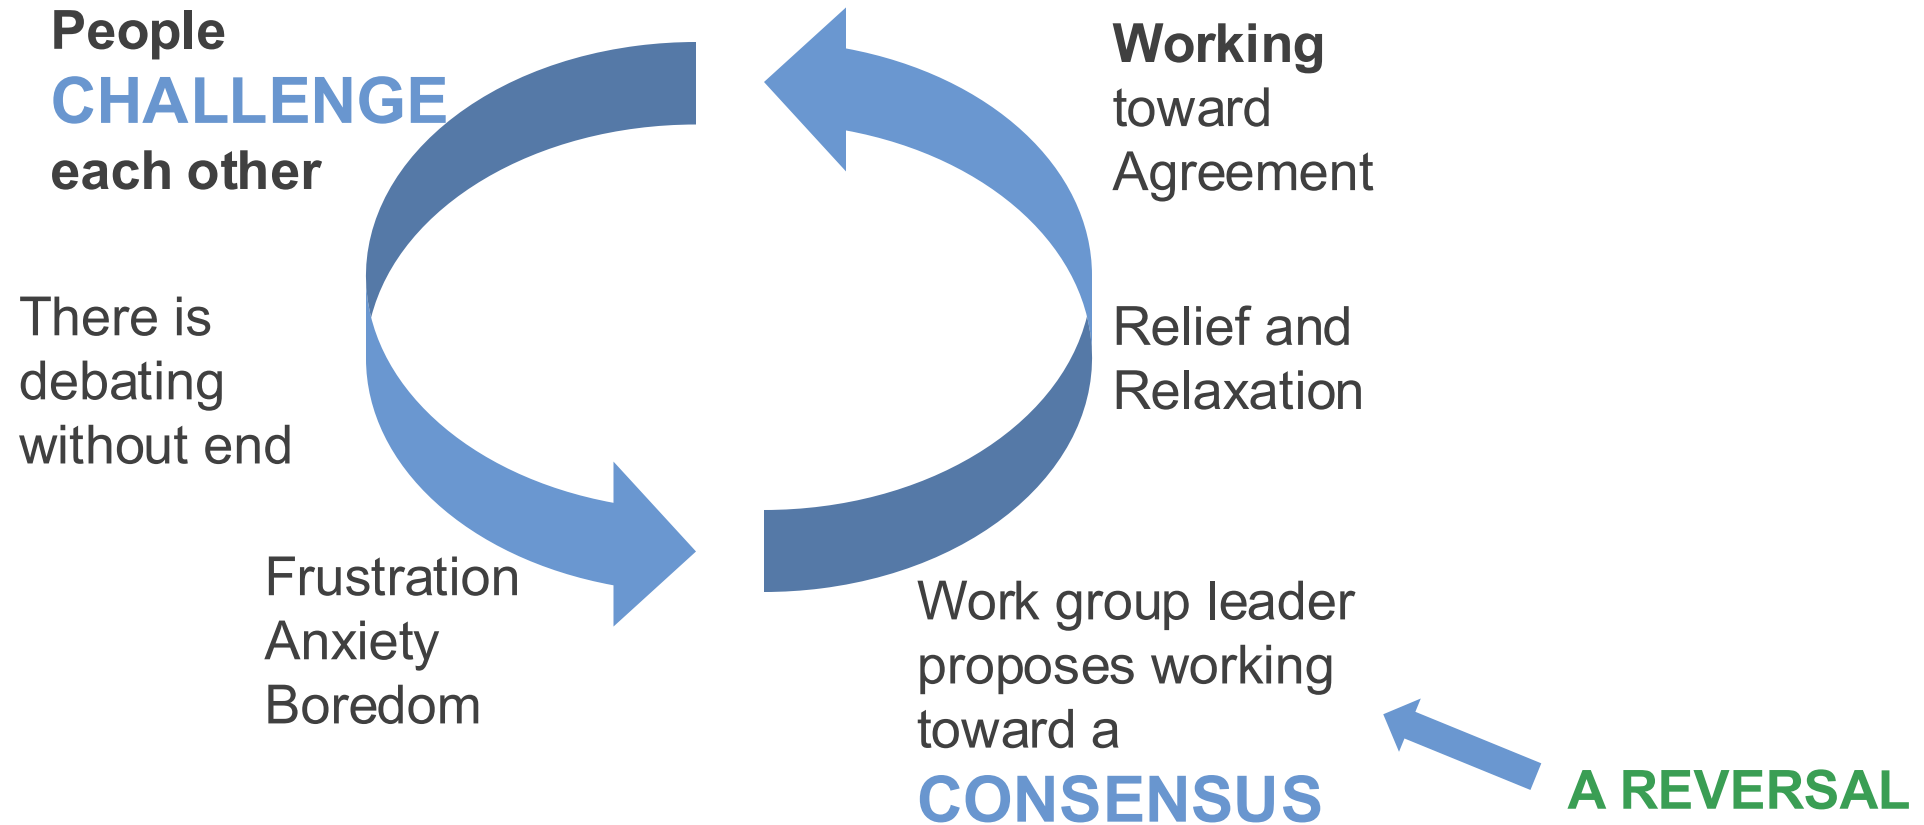 People
CHALLENGE
each other
There is
debating
without end
Frustration
Anxiety
Boredom
Work group leader
proposes working
toward a
CONSENSUS
A REVERSAL
Relief and
Relaxation
Working
toward
Agreement